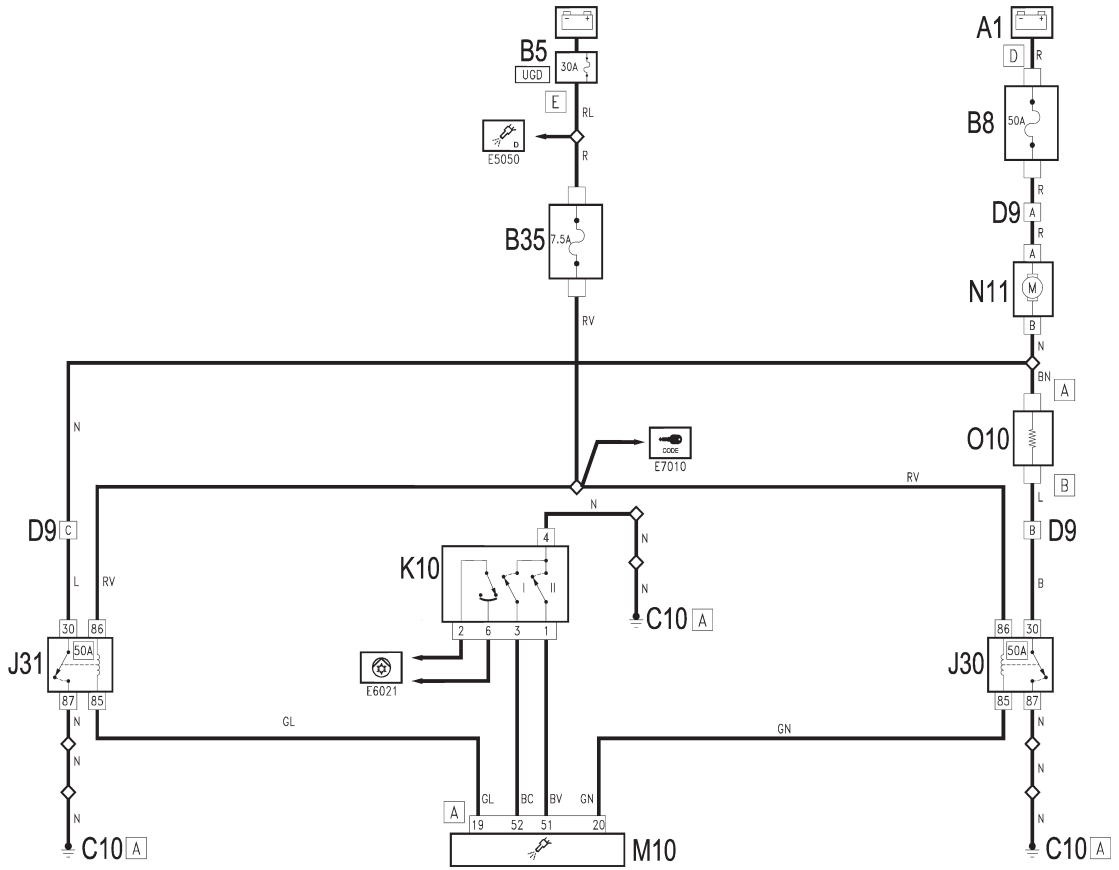 - +
- +
A1
B5
30A
UGD
D
R
E
RL
B8
50A
D
E5050
R
R
D9
A
R
B35
7.5A
A
N11
M
B
RV
N
BN
A
N
O10
CODE
E7010
B
RV
L
N
D9
C
4
N
B
D9
K10
I
II
N
L
RV
B
C10
A
30
86
2
6
3
1
86
30
J31
50A
J30
50A
E6021
87
85
85
87
N
GL
GN
N
N
N
GL
BC
BV
GN
A
19
52
51
20
N
N
C10
A
M10
C10
A